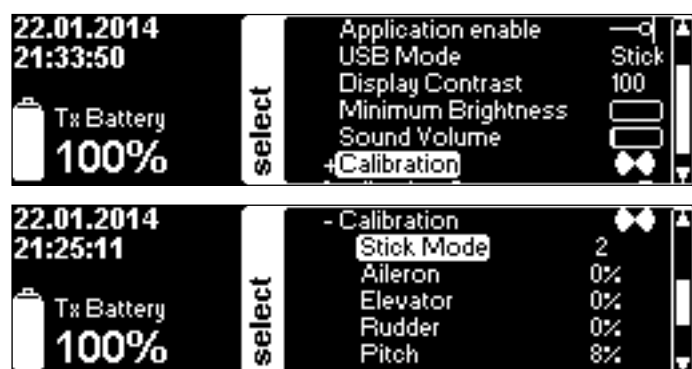 22.01.2014
21:33:50
Tx Battery
100%
select
Application enable
USB Mode Stick
Display Contrast 100
Minimum Brightness
Sound Volume
+Calibration
22.01.2014
21:25:11
Tx Battery
100%
select
- Calibration
Stick Mode 2
Aileron 0%
Elevator 0%
Rudder 0%
Pitch 8%